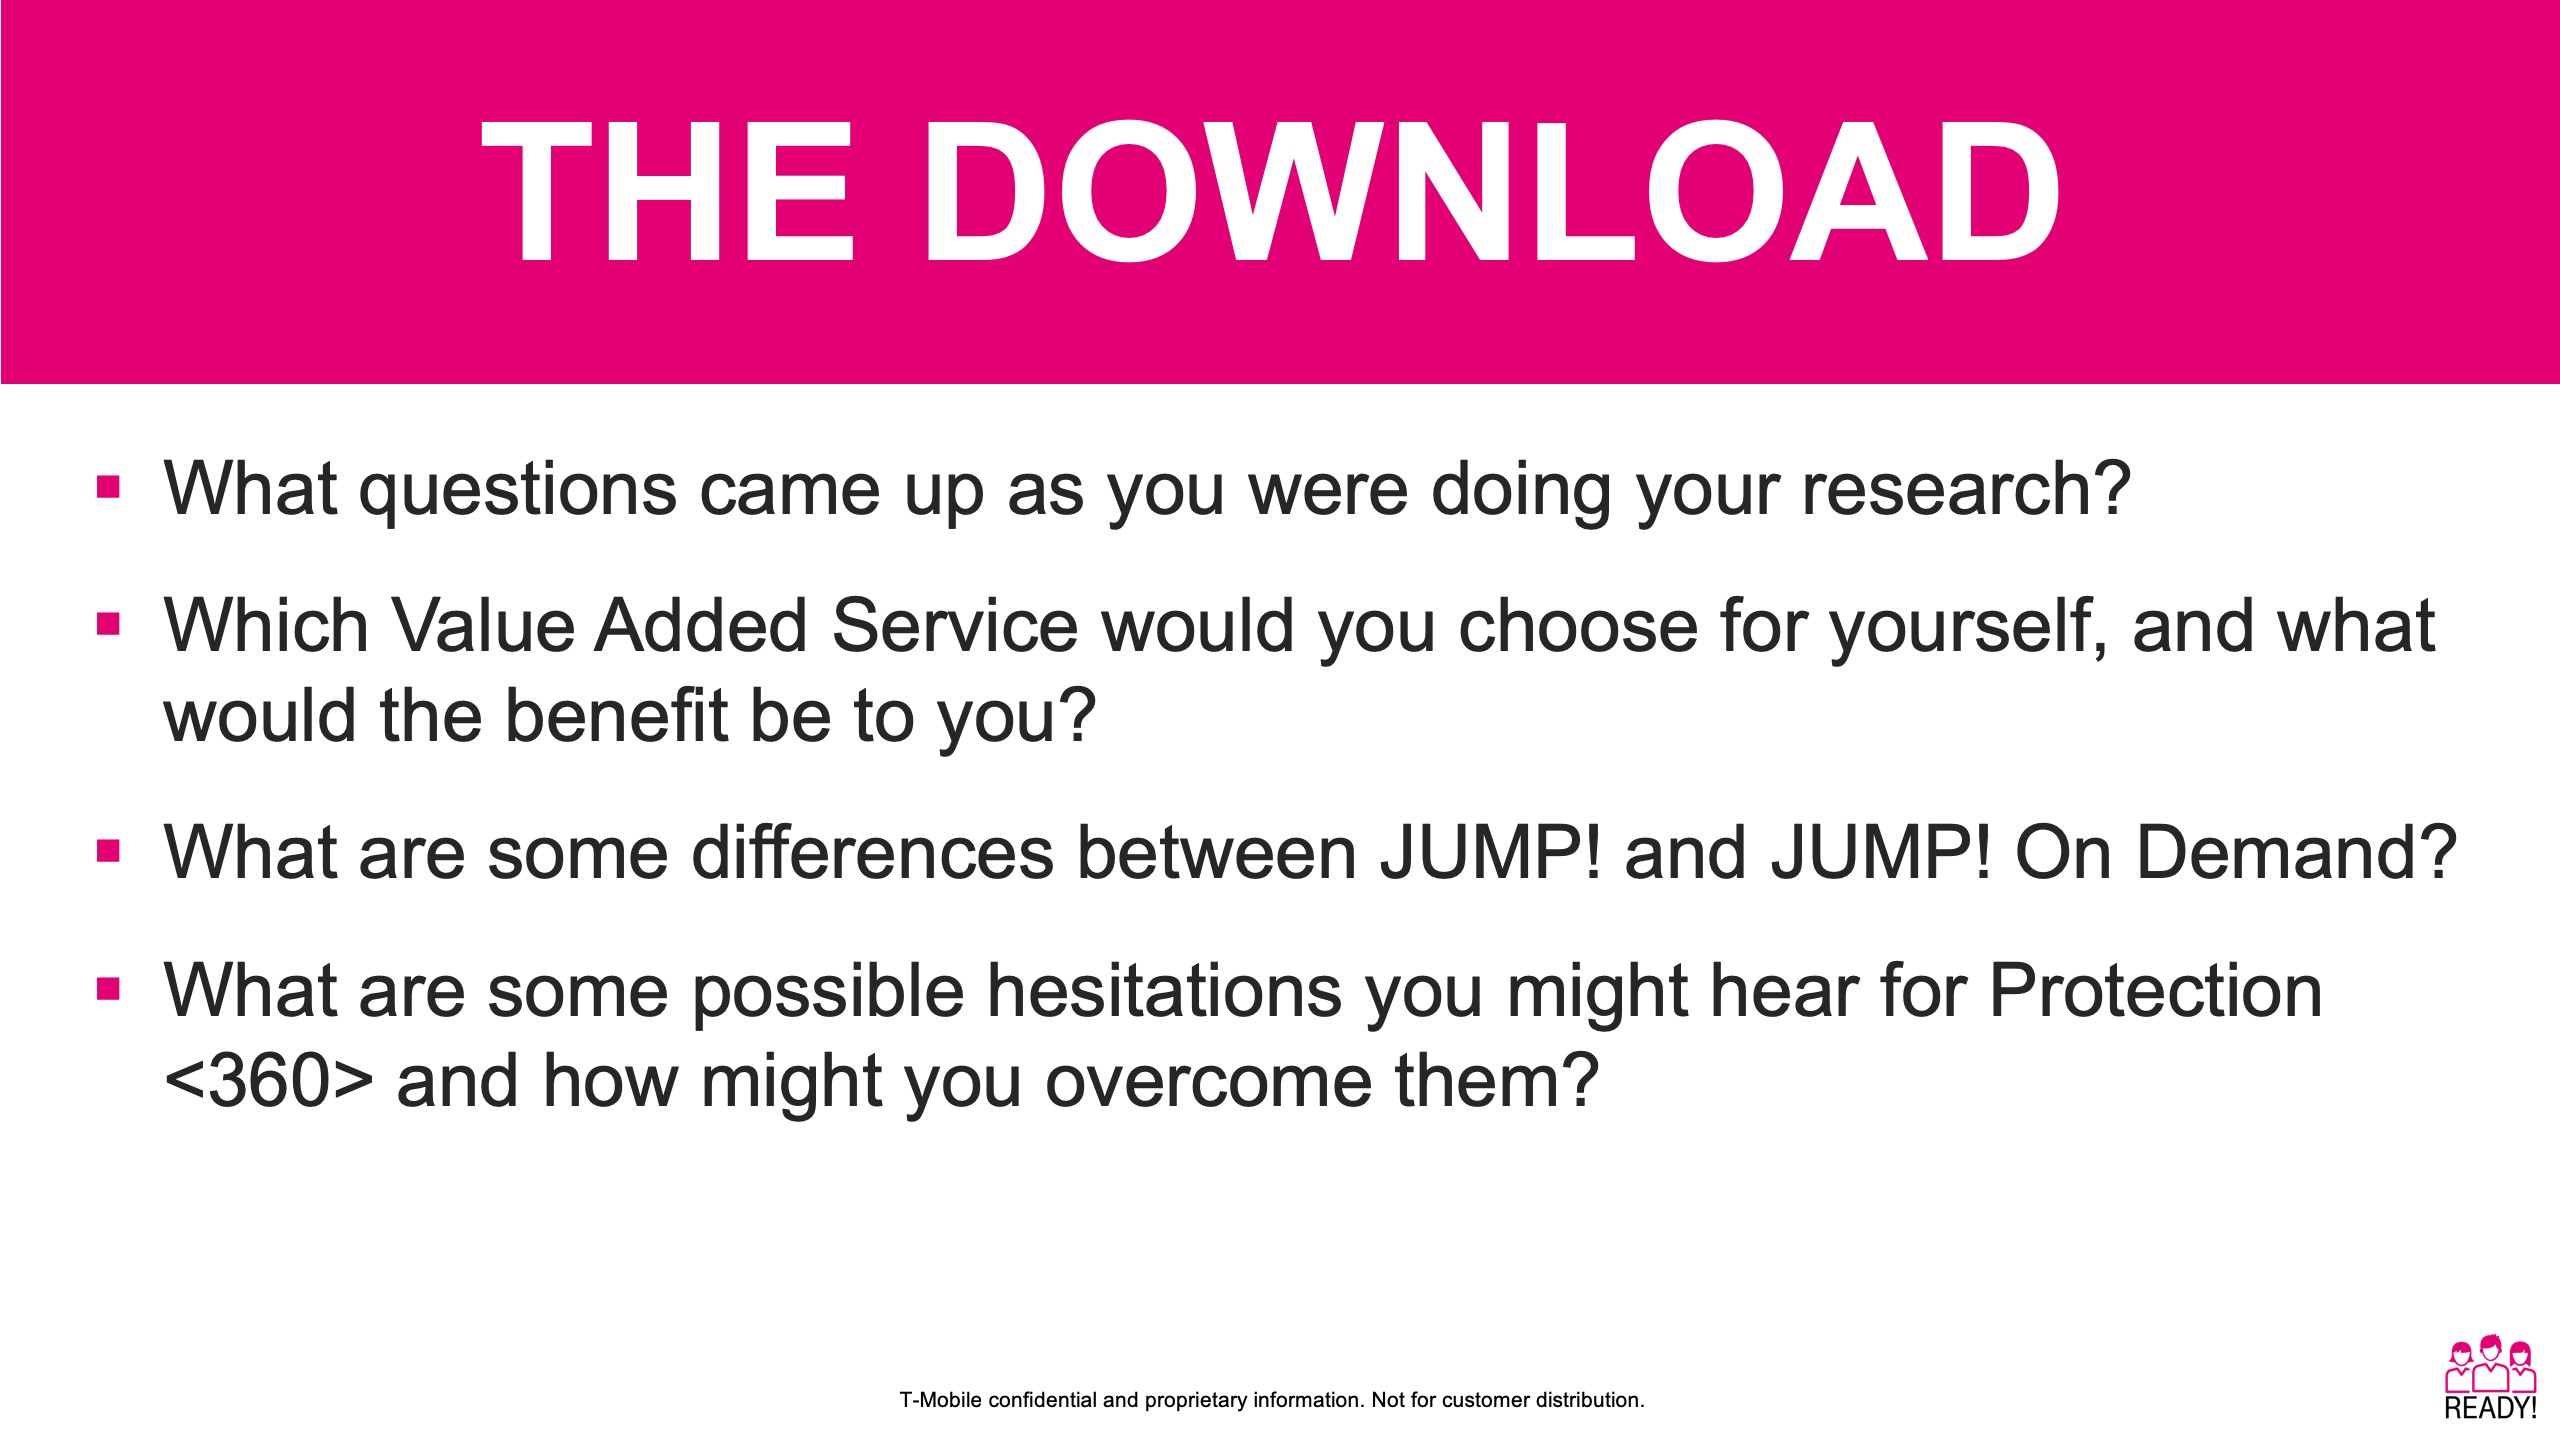 THE DOWNLOAD
What questions came up as you were doing your research?
Which Value Added Service would you choose for yourself, and what
would the benefit be to you?
What are some differences between JUMP! and JUMP! On Demand?
What are some possible hesitations you might hear for Protection
<360> and how might you overcome them?
T-Mobile confidential and proprietary information. Not for customer distribution.
READY!